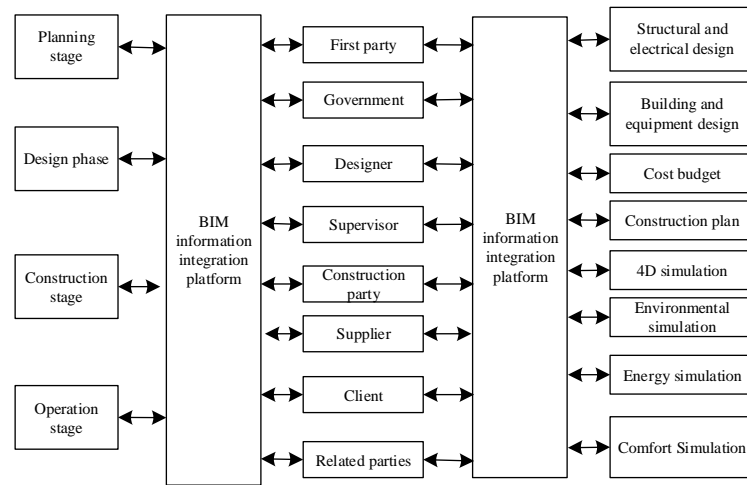 Planning
stage
Design phase
Construction
stage
Operation
stage
BIM
information
integration
platform
First party
Government
Designer
Supervisor
Construction
party
Supplier
Client
Related parties
BIM
information
integration
platform
Structural and
electrical design
Building and
equipment design
Cost budget
Construction plan
4D simulation
Environmental
simulation
Energy simulation
Comfort Simulation